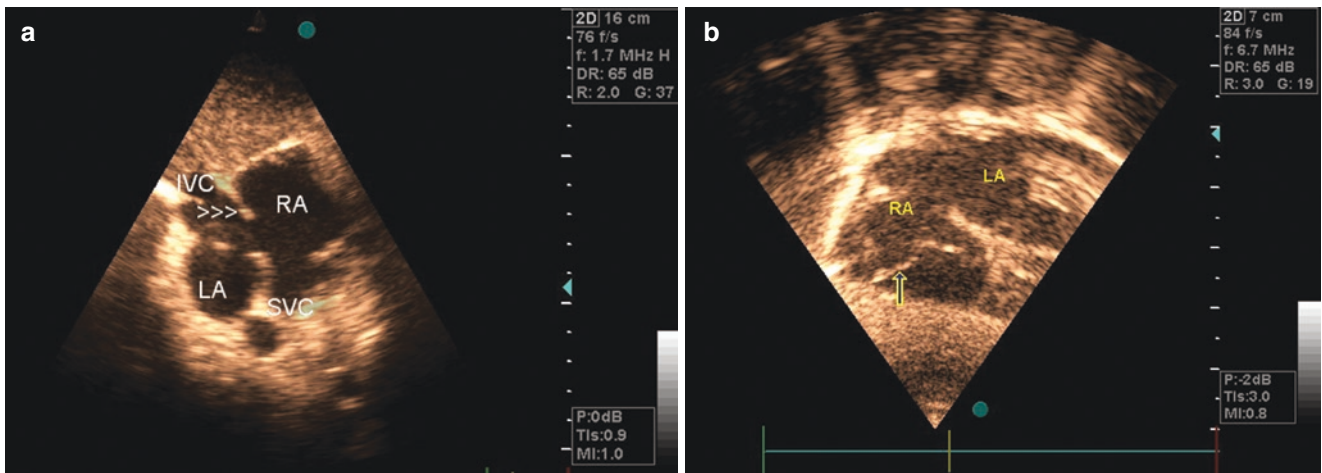 a
2D 16 cm
76 f/s
f: 1.7 MHz H
DR: 65 dB
R: 2.0 G: 37
IVC
>>>
RA
LA
SVC
P:0dB
TIs:0.9
MI:1.0
b
2D 7 cm
84 f/s
f: 6.7 MHz
DR: 65 dB
R: 3.0 G: 19
LA
RA
P:-2dB
TIs:3.0
MI:0.8